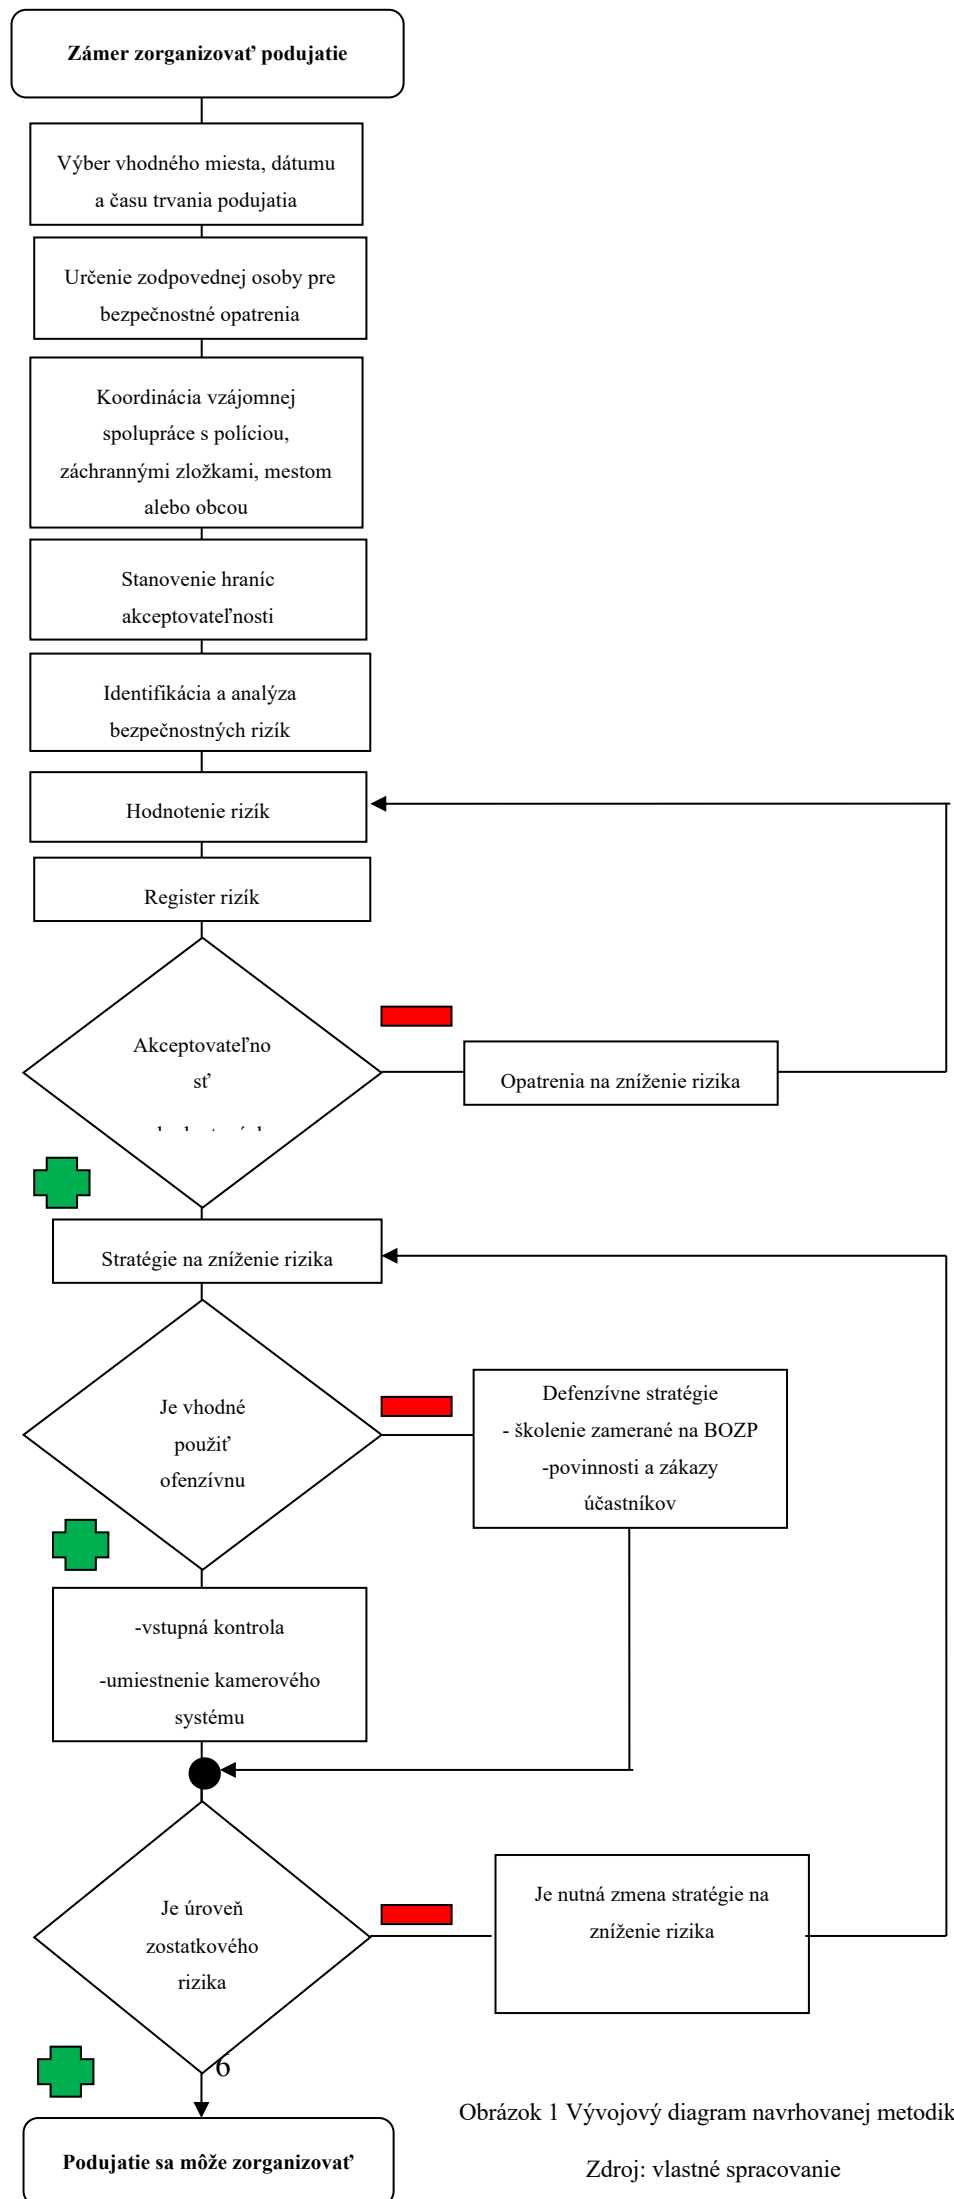 Zámer zorganizovať podujatie
Výber vhodného miesta, dátumu
a času trvania podujatia
Určenie zodpovednej osoby pre
bezpečnostné opatrenia
Koordinácia vzájomnej
spolupráce s políciou,
záchrannými zložkami, mestom
alebo obcou
Stanovenie hraníc
akceptovateľnosti
Identifikácia a analýza
bezpečnostných rizík
Hodnotenie rizík
Register rizík
Akceptovateľno
sť
Opatrenia na zníženie rizika
Stratégie na zníženie rizika
Je vhodné
použiť
ofenzívnu
Defenzívne stratégie
- školenie zamerané na BOZP
-povinnosti a zákazy
účastníkov
-vstupná kontrola
-umiestnenie kamerového
systému
Je úroveň
zostatkového
rizika
Je nutná zmena stratégie na
zníženie rizika
6
Podujatie sa môže zorganizovať
Obrázok 1 Vývojový diagram navrhovanej metodik
Zdroj: vlastné spracovanie